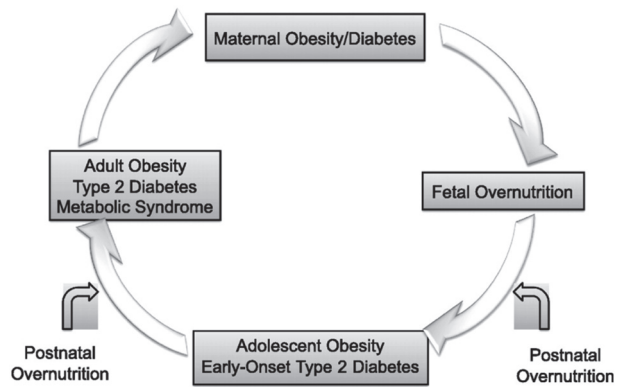 Maternal Obesity/Diabetes
Adult Obesity
Type 2 Diabetes
Metabolic Syndrome
Fetal Overnutrition
Postnatal
Overnutrition
Adolescent Obesity
Early-Onset Type 2 Diabetes
Postnatal
Overnutrition